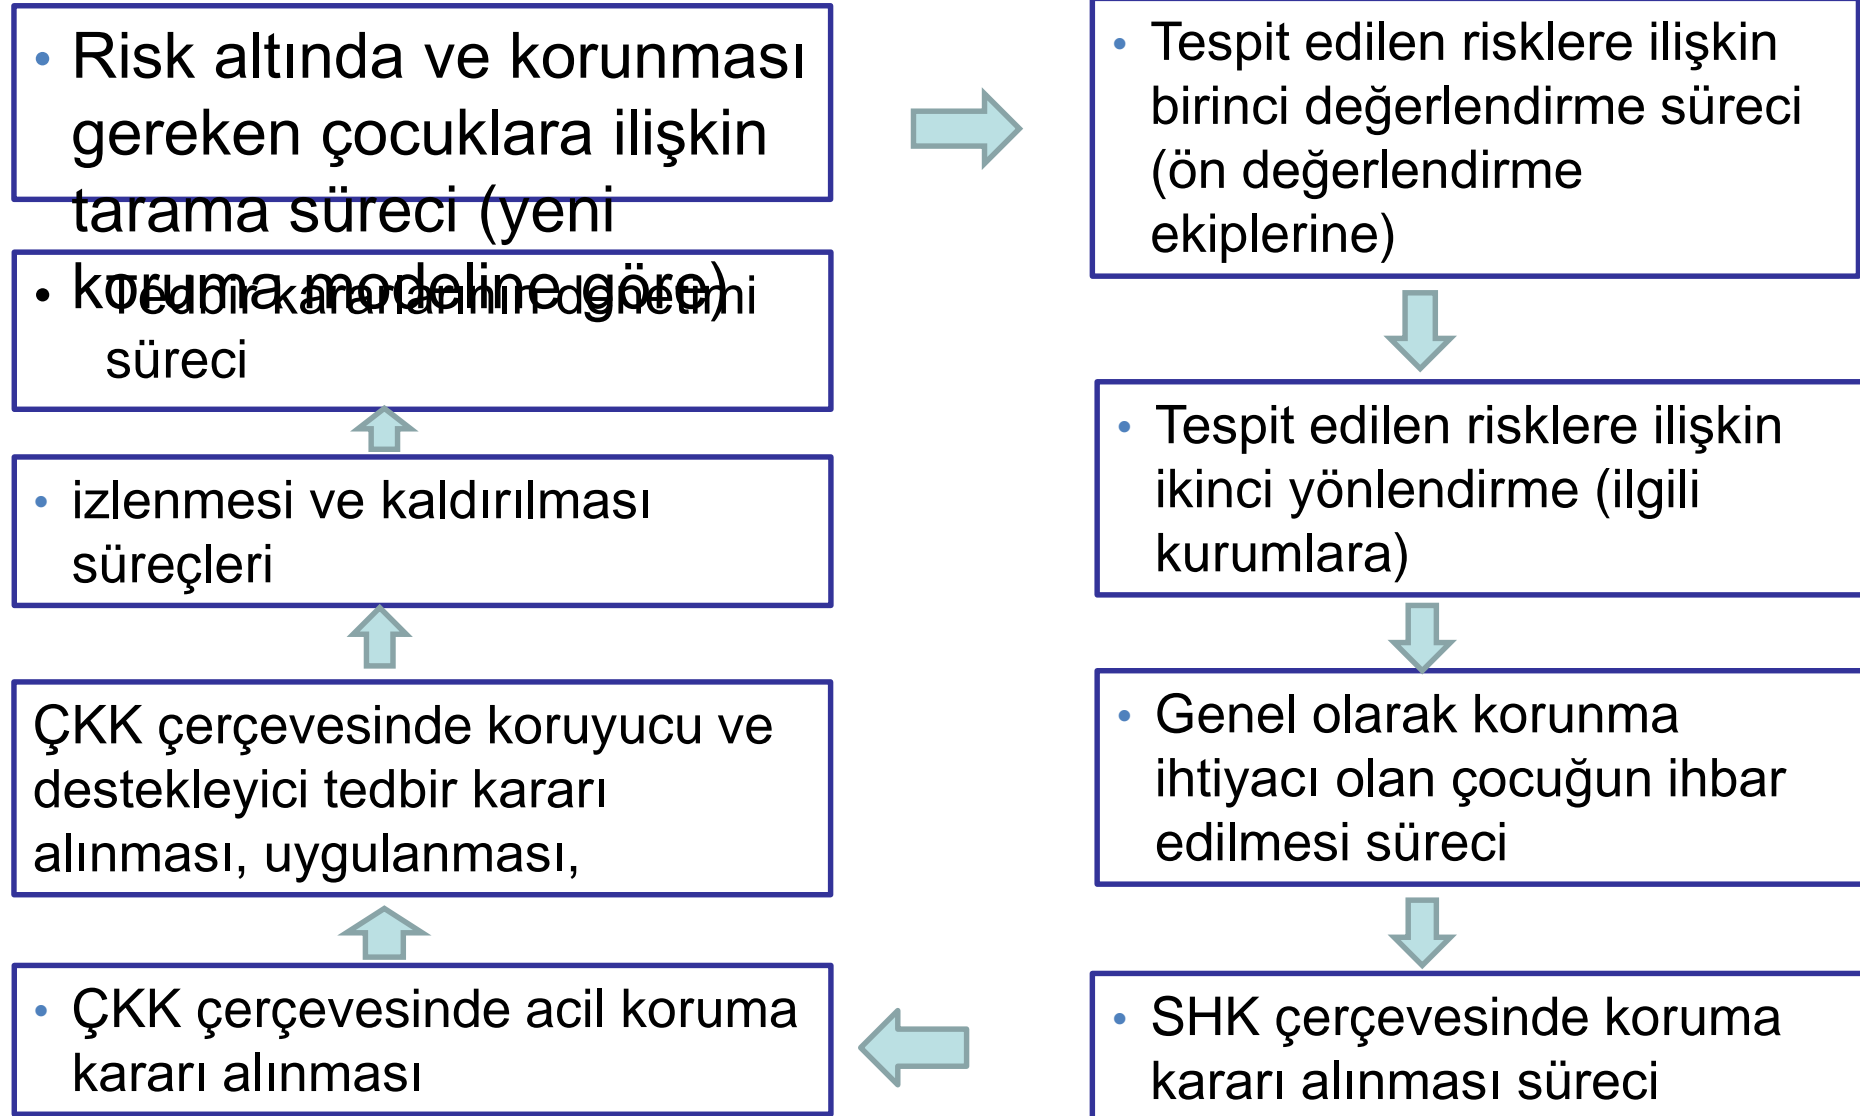 • Risk altında ve korunması
gereken çocuklara ilişkin
tarama süreci (yeni
koruma modeline göre)
• Tespit edilen risklere ilişkin
birinci değerlendirme süreci
(ön değerlendirme
ekiplerine)
• Tespit edilen risklere ilişkin
ikinci yönlendirme (ilgili
kurumlara)
• Genel olarak korunma
ihtiyacı olan çocuğun ihbar
edilmesi süreci
• SHK çerçevesinde koruma
kararı alınması süreci
• ÇKK çerçevesinde acil koruma
kararı alınması
ÇKK çerçevesinde koruyucu ve
destekleyici tedbir kararı
alınması, uygulanması,
• izlenmesi ve kaldırılması
süreçleri
• Tedbir kararlarının denetimi
süreci